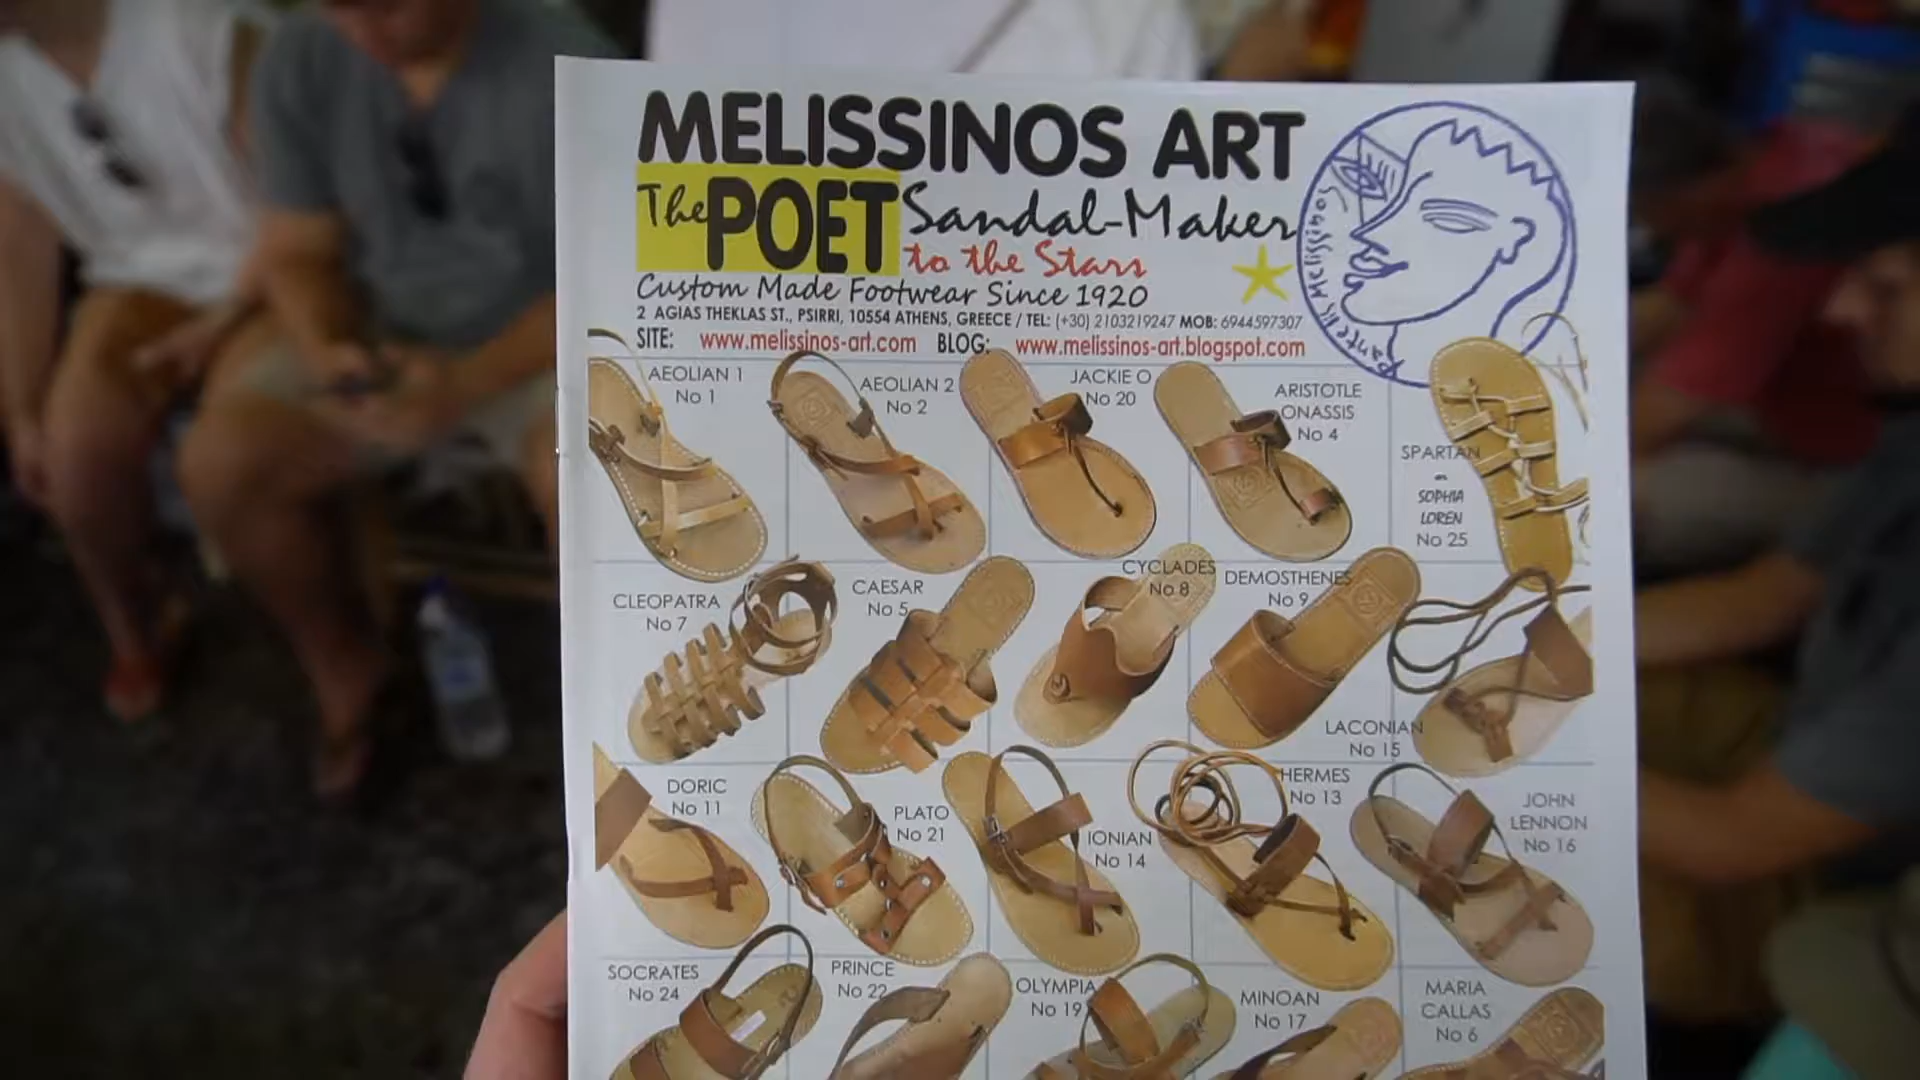 MELISSINOS ART
The POET Sandal-Maker
to the Stars
Custom Made Footwear Since 1920
2 AGIAS THEKLAS ST., PSIRRI, 10554 ATHENS, GREECE / TEL: (+30) 2103219247 MOB: 6944597307
SITE: www.melissinos-art.com BLOG: www.melissinos-art.blogspot.com
Pantelis Melissinos
AEOLIAN 1
No 1
AEOLIAN 2
No 2
JACKIE O
No 20
ARISTOTLE
ONASSIS
No 4
SPARTAN
or
SOPHIA
LOREN
No 25
CLEOPATRA
No 7
CAESAR
No 5
CYCLADES
No 8
DEMOSTHENES
No 9
LACONIAN
No 15
DORIC
No 11
PLATO
No 21
IONIAN
No 14
HERMES
No 13
JOHN
LENNON
No 16
SOCRATES
No 24
PRINCE
No 22
OLYMPIA
No 19
MINOAN
No 17
MARIA
CALLAS
No 6